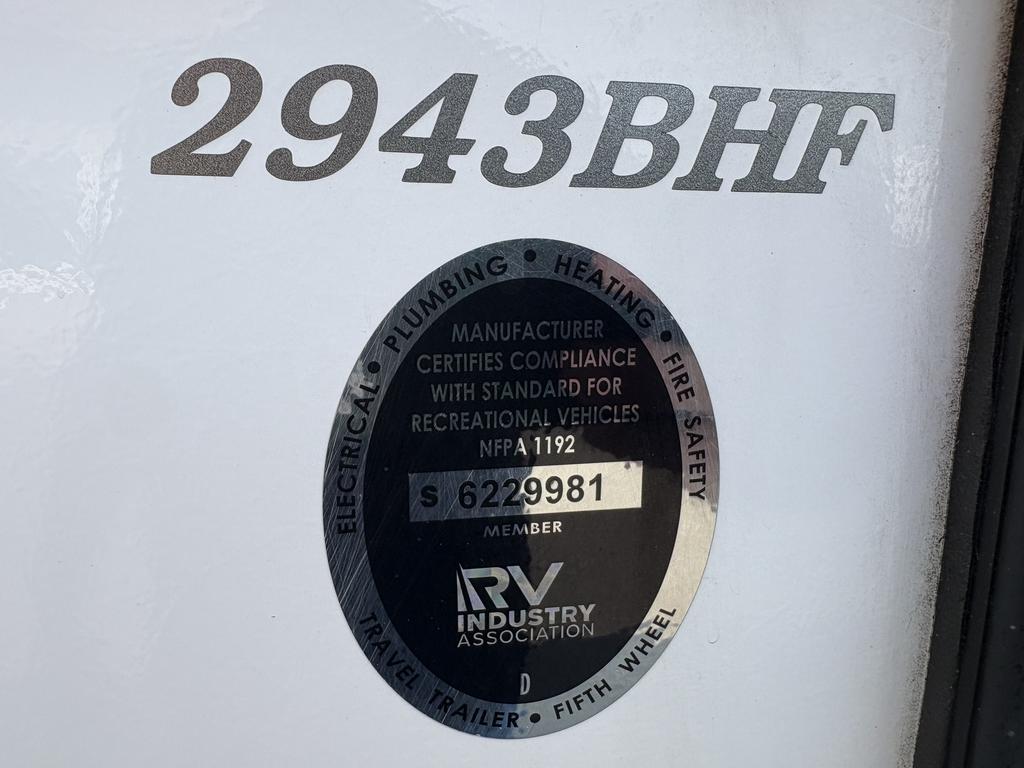 2943BHF
ELECTRICAL • PLUMBING • HEATING • FIRE SAFETY
MANUFACTURER
CERTIFIES COMPLIANCE
WITH STANDARD FOR
RECREATIONAL VEHICLES
NFPA 1192
S 6229981
MEMBER
RV
INDUSTRY
ASSOCIATION
D
TRAVEL TRAILER • FIFTH WHEEL